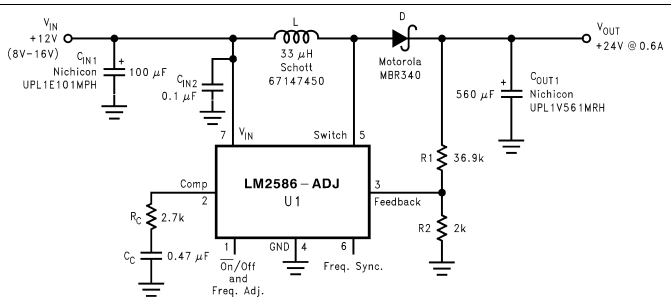 V_IN
+12V
(8V-16V)
C_IN1
Nichicon
UPL1E101MPH
+
100 μF
C_IN2
0.1 μF
L
33 μH
Schott
67147450
D
Motorola
MBR340
V_OUT
+24V @ 0.6A
560 μF
+
C_OUT1
Nichicon
UPL1V561MRH
7
V_IN
Switch
5
R1
36.9k
LM2586-ADJ
U1
Comp
2
3
Feedback
R_C
2.7k
C_C
0.47 μF
R2
2k
1
GND
4
6
On/Off
and
Freq. Adj.
Freq. Sync.